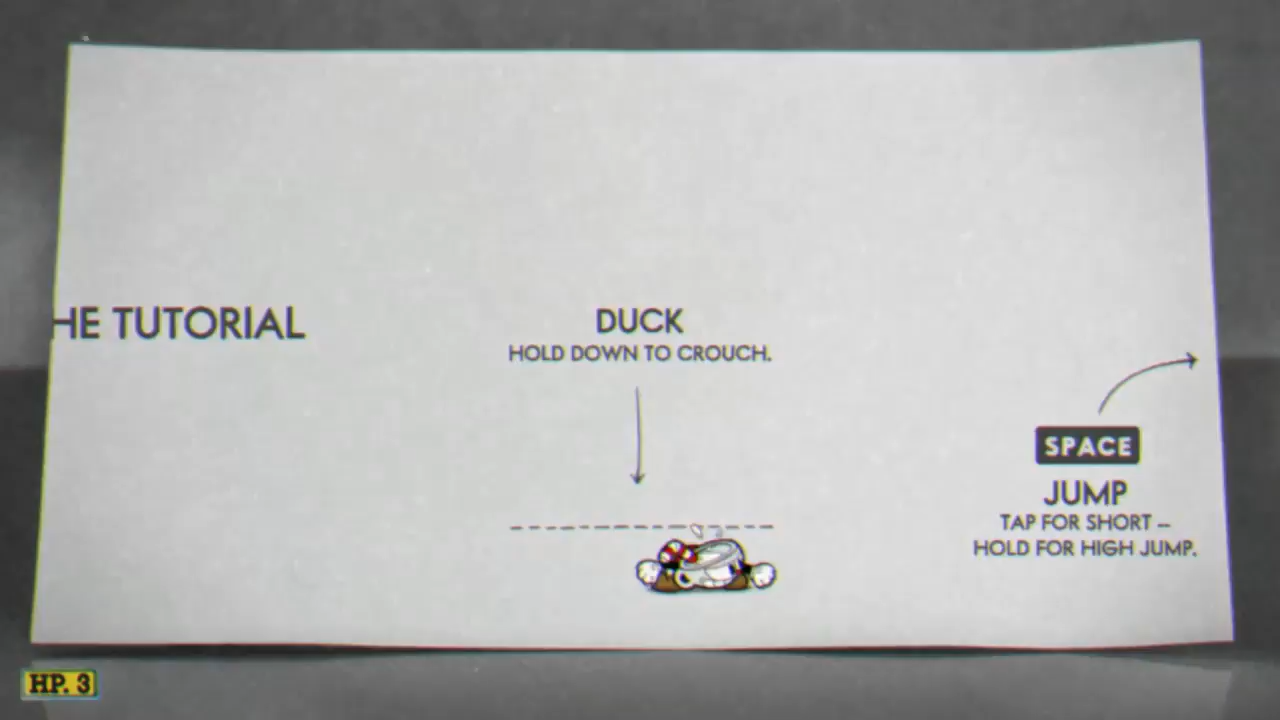 HE TUTORIAL
DUCK
HOLD DOWN TO CROUCH.
SPACE
JUMP
TAP FOR SHORT –
HOLD FOR HIGH JUMP.
HP. 3